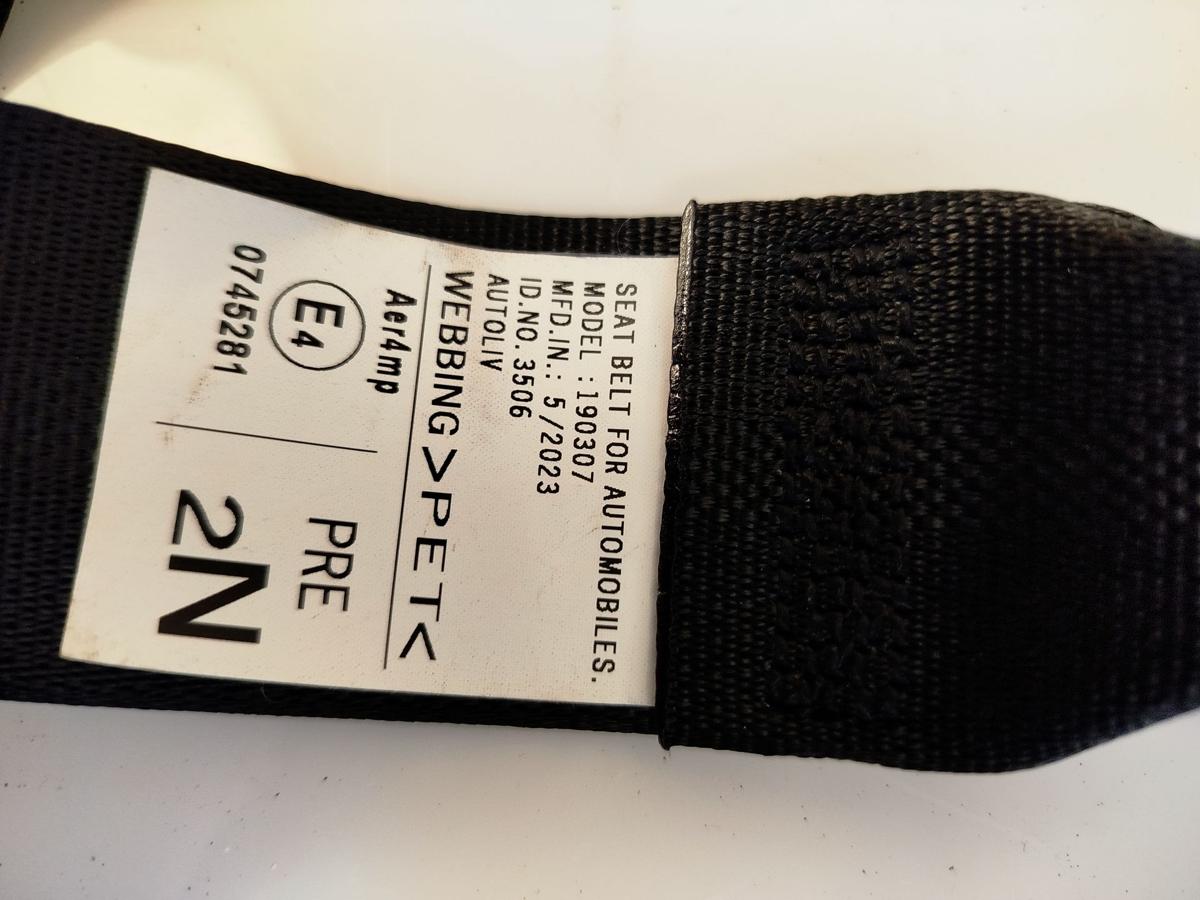 SEAT BELT FOR AUTOMOBILES.
MODEL :190307
MFD.IN.: 5/2023
ID.NO. 3506
AUTOLIV
WEBBING>PET<
Aer4mp
E4
0745281
PRE
2N